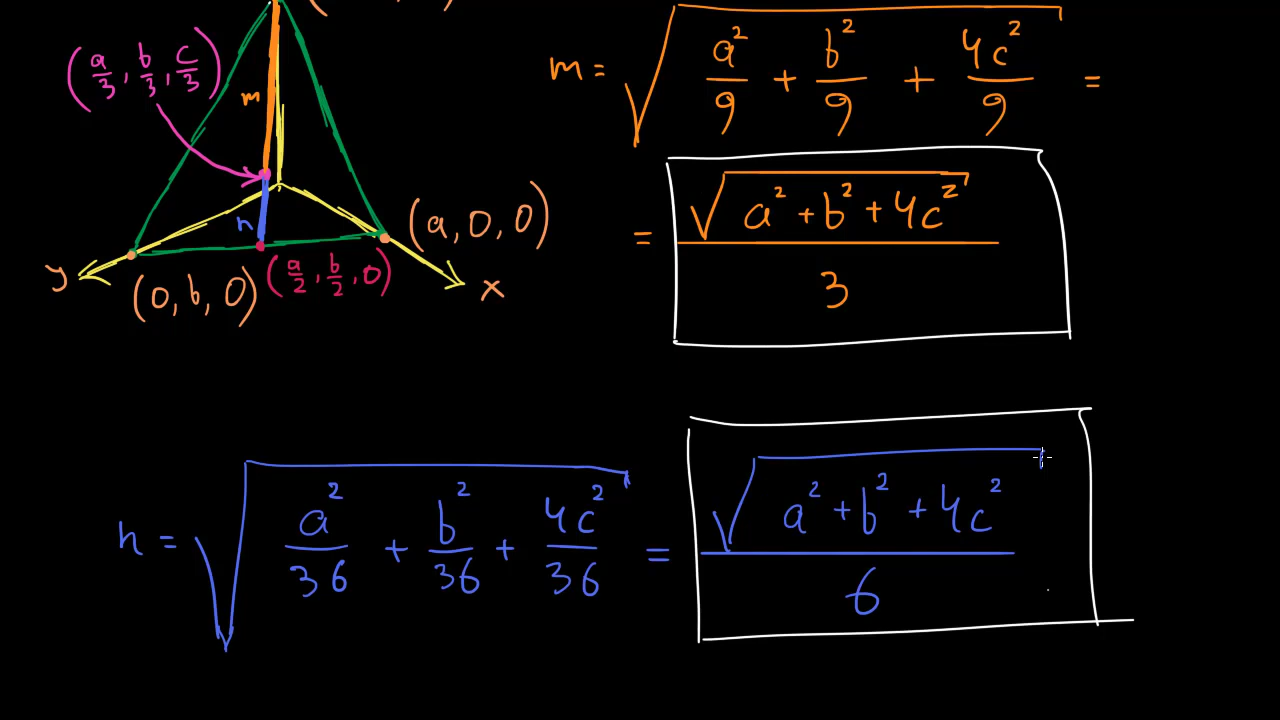 (a/3, b/3, c/3)
m
n
(a, 0, 0)
y
(0, b, 0)
(a/2, b/2, 0)
x
m = √(a²/9 + b²/9 + 4c²/9) =
= √(a² + b² + 4c²)/3
n = √(a²/36 + b²/36 + 4c²/36) = √(a² + b² + 4c²)/6